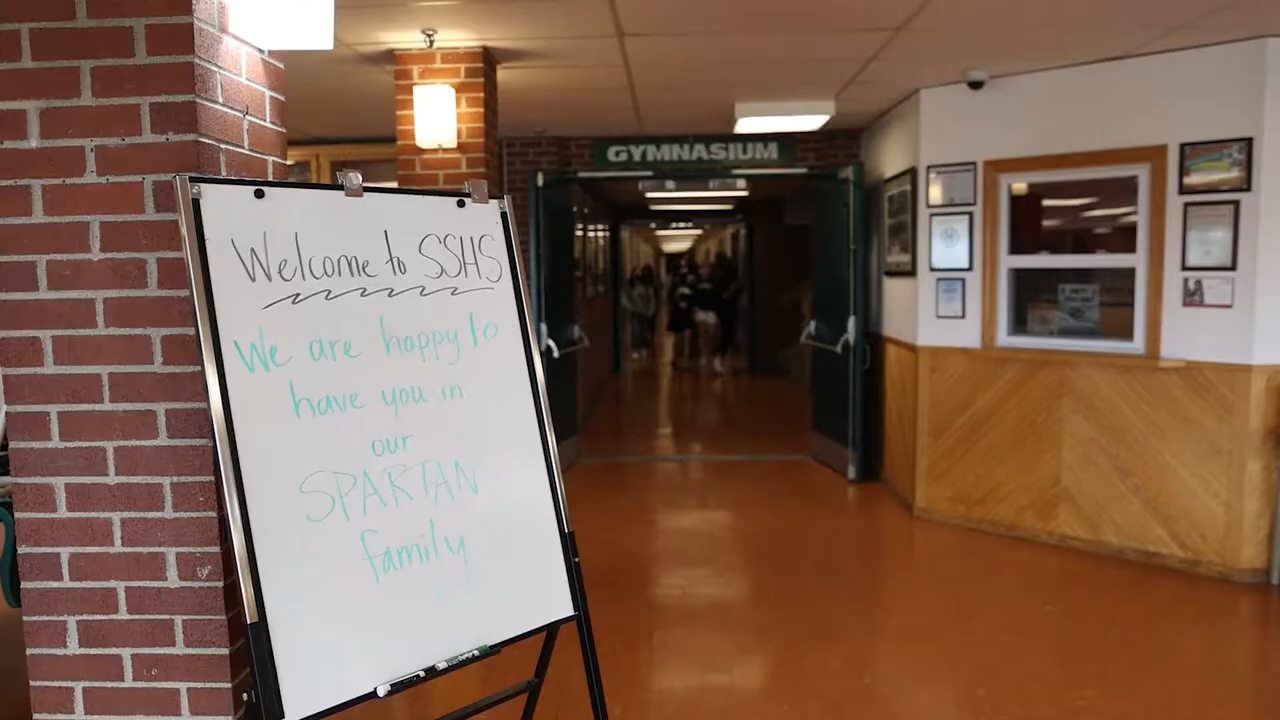 GYMNASIUM
Welcome to SSHS
We are happy to
have you in
our
SPARTAN
family